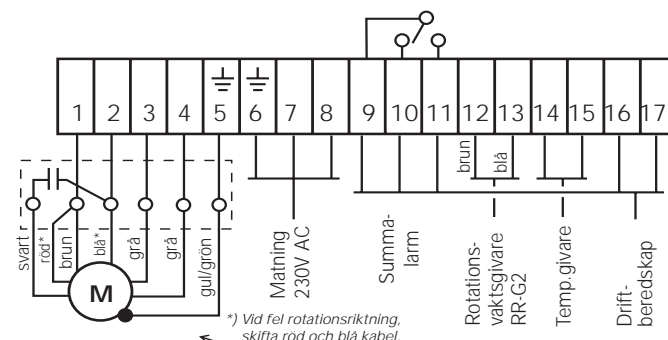 1 2 3 4 5 6 7 8 9 10 11 12 13 14 15 16 17
brun
blå
svart
röd*
brun
blå*
grå
grå
gul/grön
M
Matning
230V AC
Summa-
larm
Rotations-
vaktsgivare
RR-G2
Temp.givare
Drift-
beredskap
*) Vid fel rotationsriktning,
skifta röd och blå kabel.